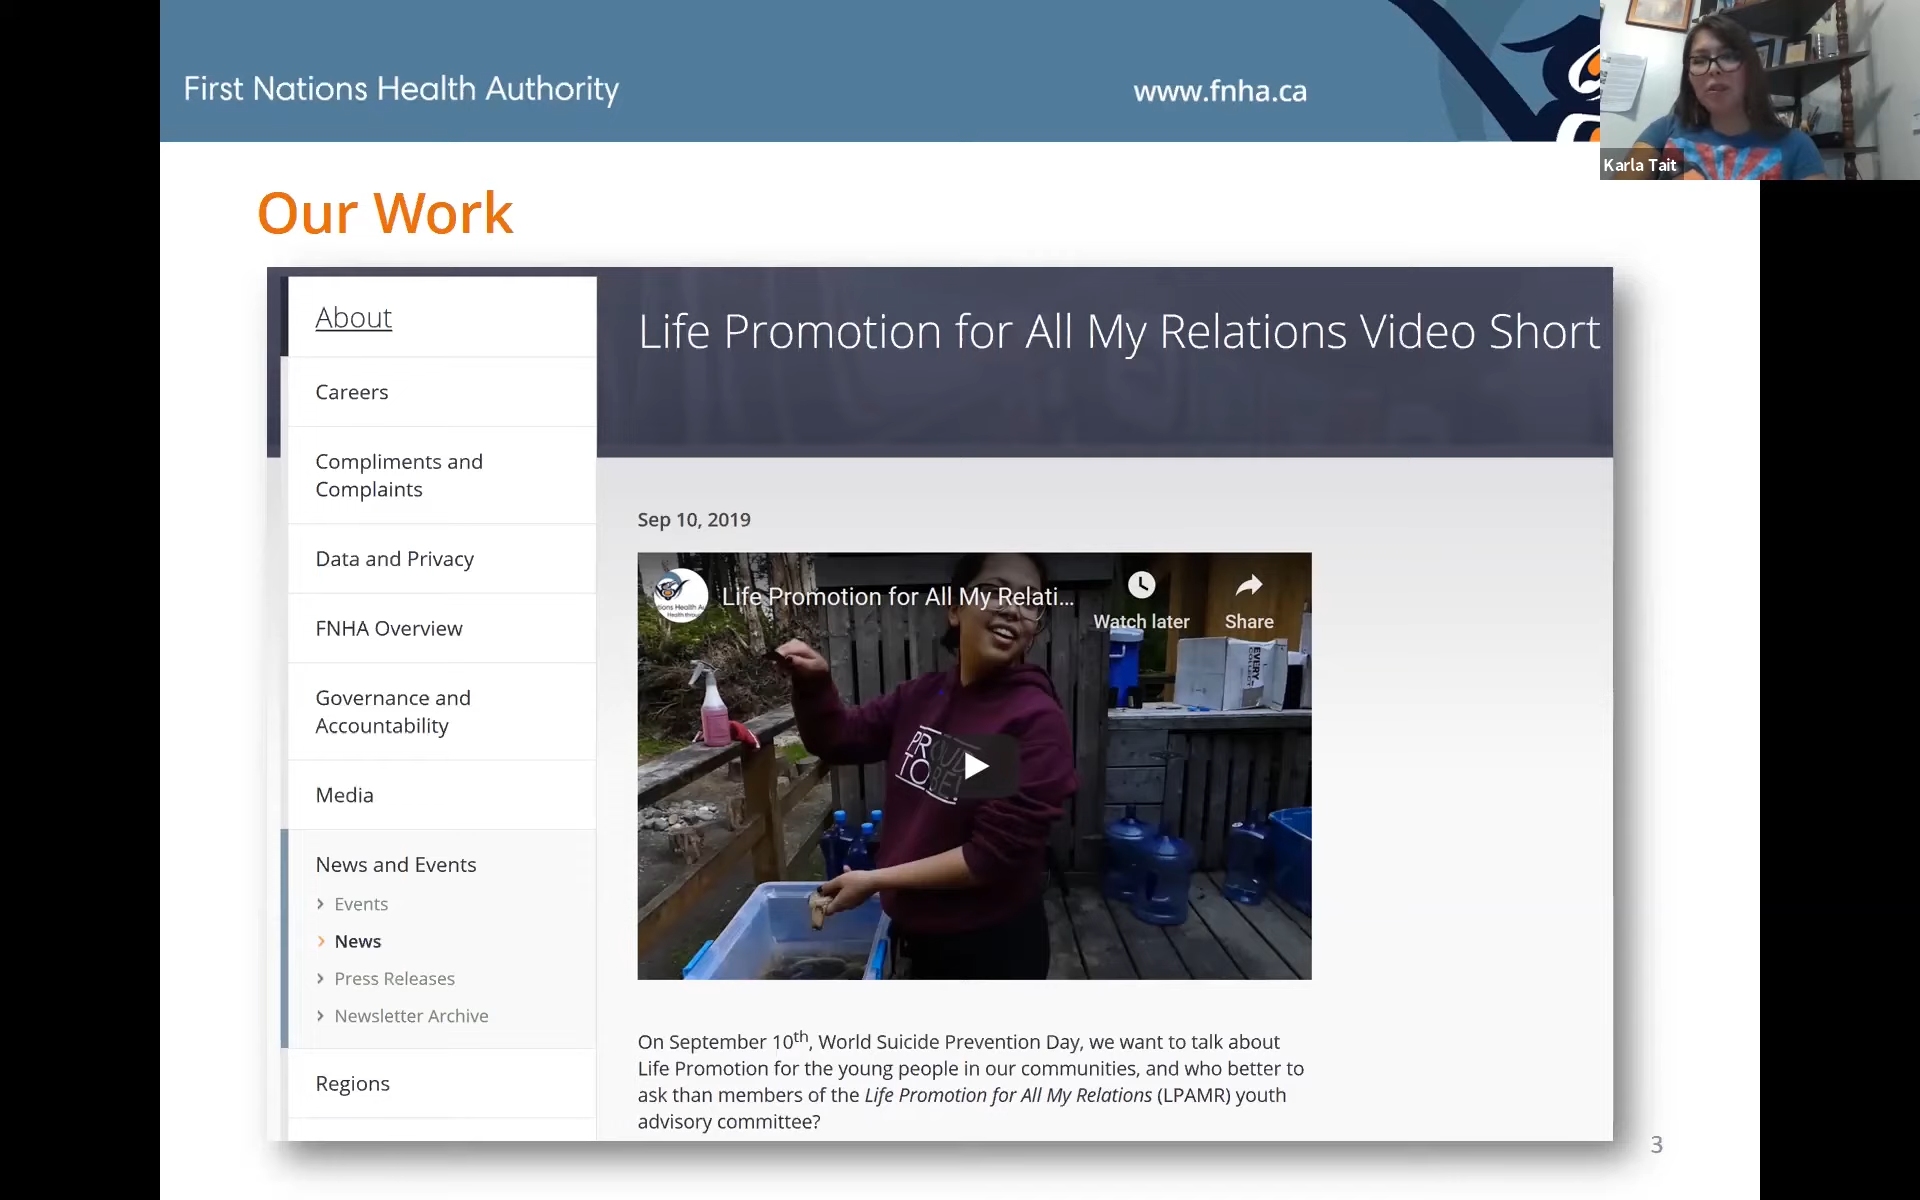 First Nations Health Authority
www.fnha.ca
Karla Tait
Our Work
About
Careers
Compliments and
Complaints
Data and Privacy
FNHA Overview
Governance and
Accountability
Media
News and Events
Events
News
Press Releases
Newsletter Archive
Regions
Life Promotion for All My Relations Video Short
Sep 10, 2019
Life Promotion for All My Relati...
Watch later
Share
PROUD
TO BE!
On September 10th, World Suicide Prevention Day, we want to talk about
Life Promotion for the young people in our communities, and who better to
ask than members of the Life Promotion for All My Relations (LPAMR) youth
advisory committee?
3